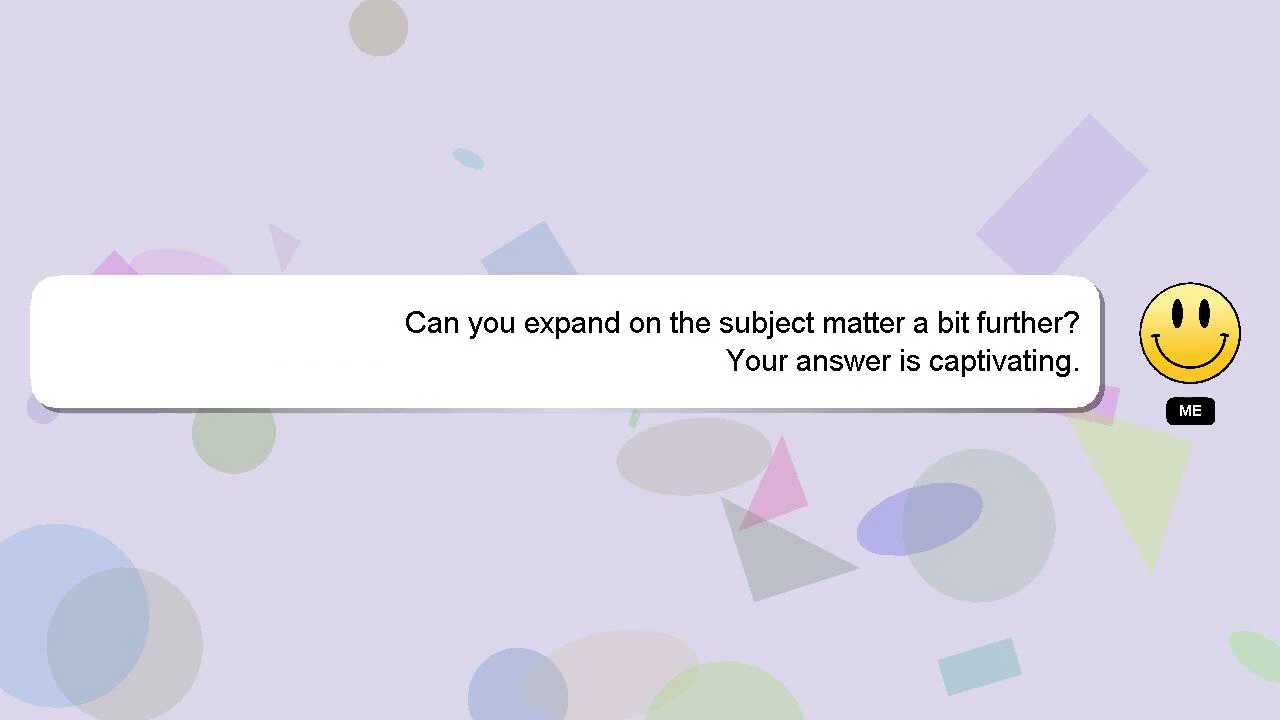 Can you expand on the subject matter a bit further?
Your answer is captivating.
ME